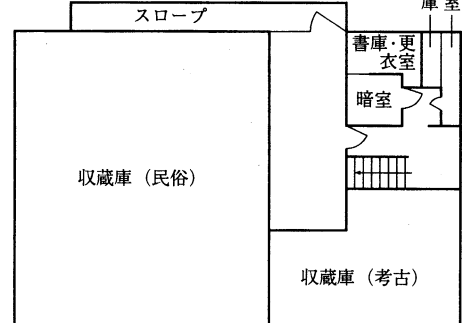 庫 室
スロープ
書庫・更
衣室
暗室
収蔵庫（民俗）
収蔵庫（考古）